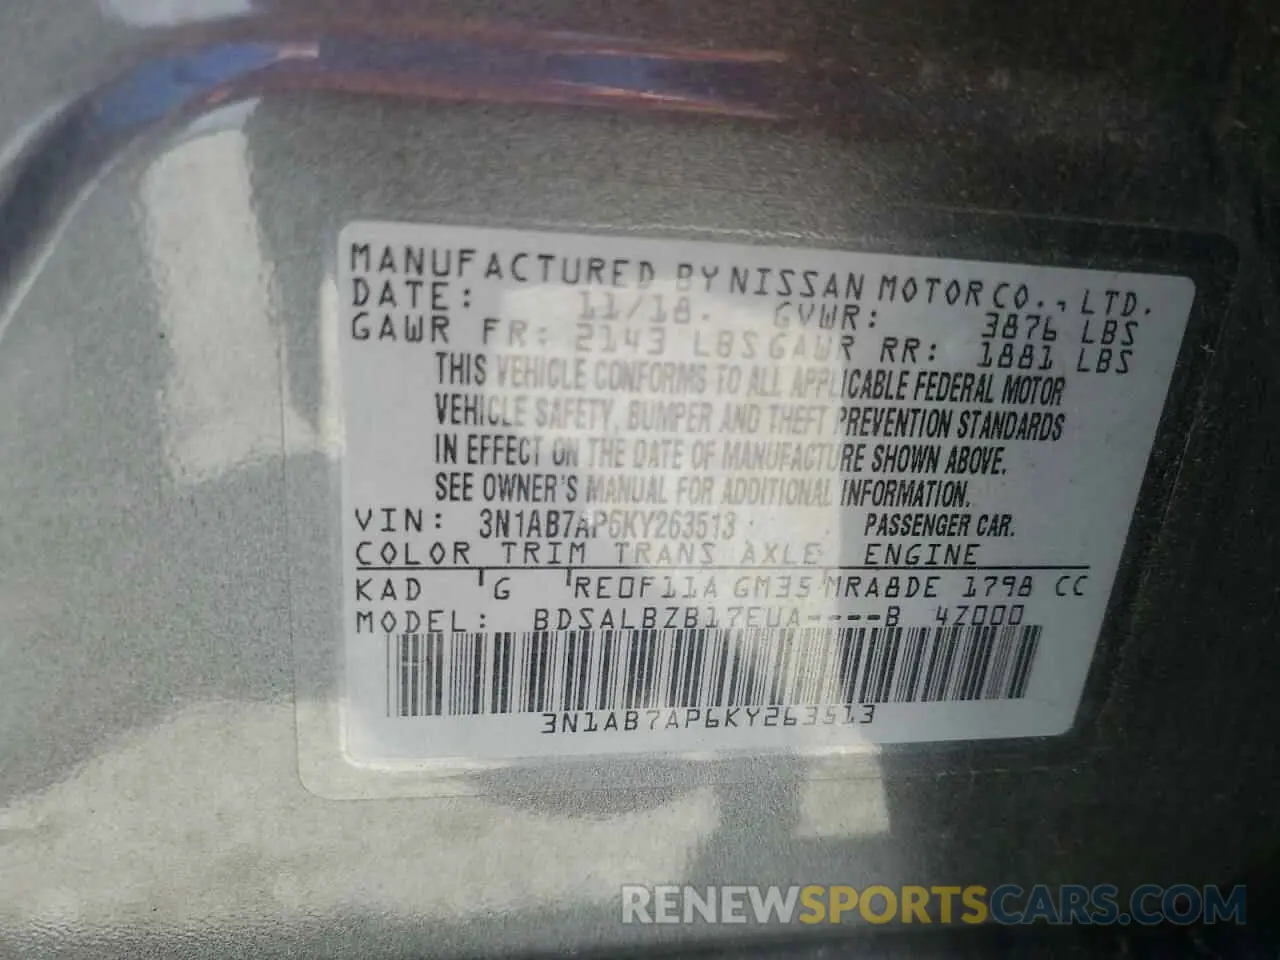 MANUFACTURED BY NISSAN MOTOR CO., LTD.
DATE: 11/18. GVWR: 3876 LBS
GAWR FR: 2143 LBS GAWR RR: 1881 LBS
THIS VEHICLE CONFORMS TO ALL APPLICABLE FEDERAL MOTOR
VEHICLE SAFETY, BUMPER AND THEFT PREVENTION STANDARDS
IN EFFECT ON THE DATE OF MANUFACTURE SHOWN ABOVE.
SEE OWNER'S MANUAL FOR ADDITIONAL INFORMATION.
VIN: 3N1AB7AP6KY263513 PASSENGER CAR.
COLOR TRIM TRANS AXLE ENGINE
KAD G RE0F11A GM35 MRA8DE 1798 CC
MODEL: BDSALBZB17EUA----B 4Z000
3N1AB7AP6KY263513
RENEWSPORTSCARS.COM